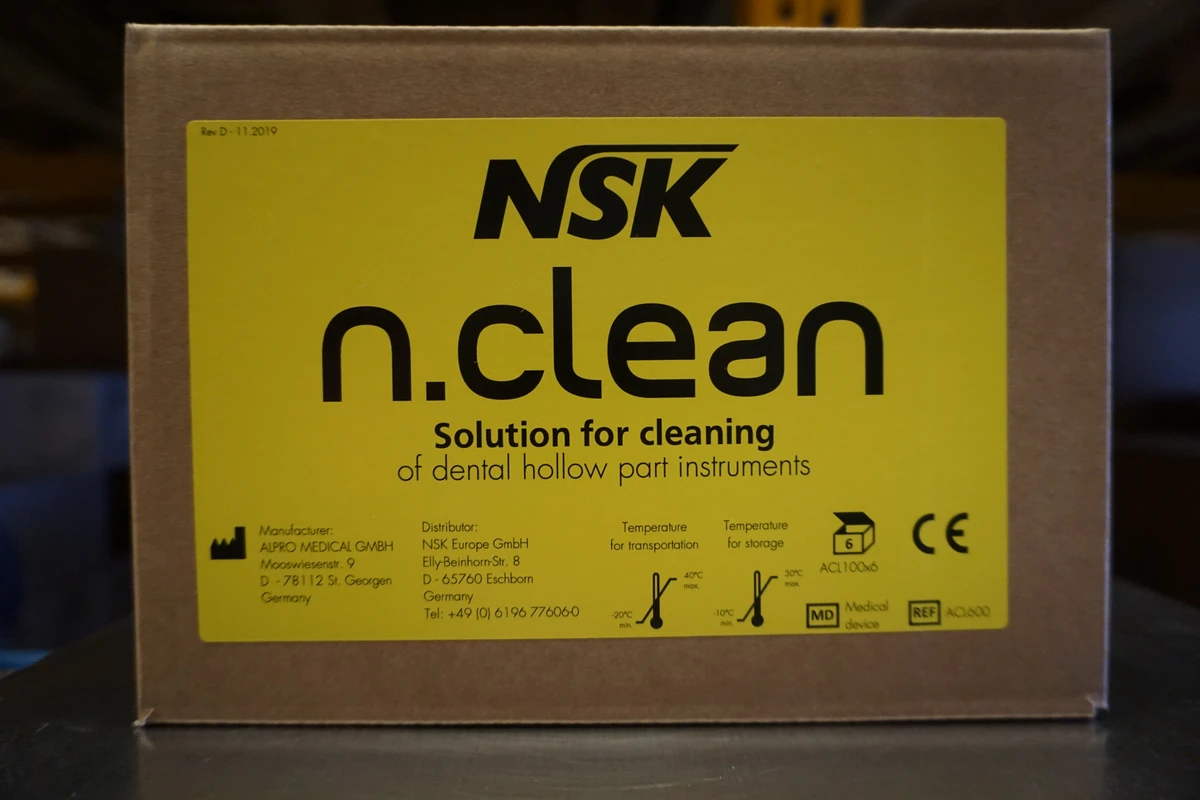 Rev D - 11.2019
NSK
n.clean
Solution for cleaning
of dental hollow part instruments
Manufacturer:
ALPRO MEDICAL GMBH
Mooswiesenstr. 9
D - 78112 St. Georgen
Germany
Distributor:
NSK Europe GmbH
Elly-Beinhorn-Str. 8
D - 65760 Eschborn
Germany
Tel: +49 (0) 6196 77606-0
Temperature
for transportation
40°C
max.
-20°C
min.
Temperature
for storage
30°C
max.
-10°C
min.
6
ACL100x6
CE
MD Medical
device
REF ACL600